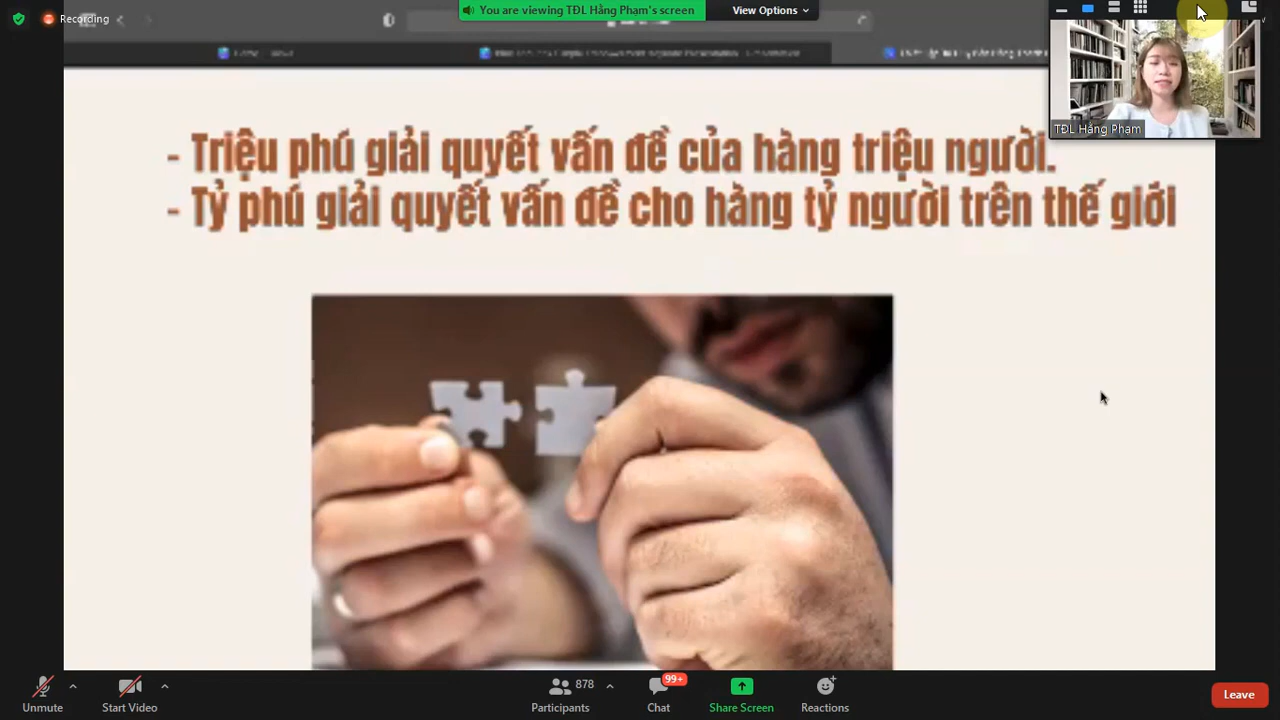 Recording
You are viewing TĐL Hằng Phạm's screen
View Options
TĐL Hằng Phạm
- Triệu phú giải quyết vấn đề của hàng triệu người.
- Tỷ phú giải quyết vấn đề cho hàng tỷ người trên thế giới
Unmute
Start Video
878
Participants
99+
Chat
Share Screen
Reactions
Leave